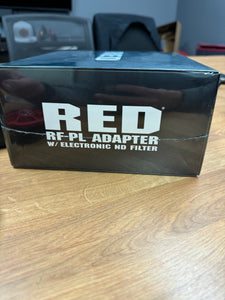 RED
RF-PL ADAPTER
W/ ELECTRONIC ND FILTER